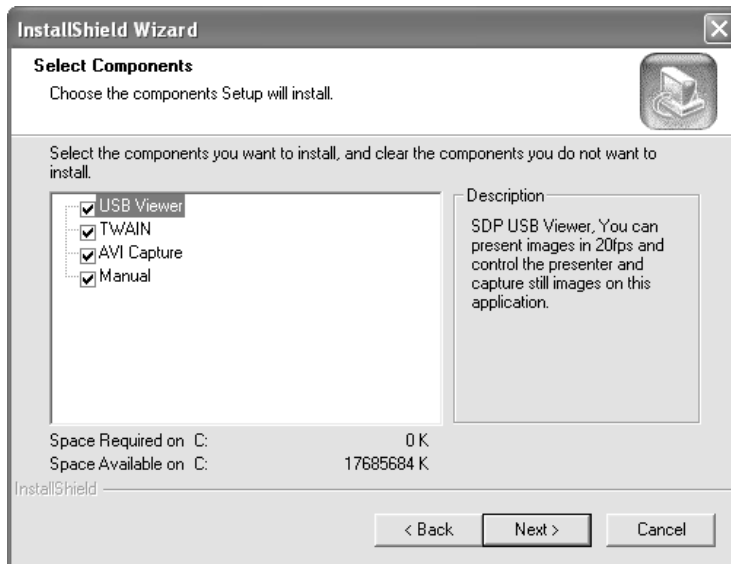 InstallShield Wizard
Select Components
Choose the components Setup will install.
Select the components you want to install, and clear the components you do not want to
install.
USB Viewer
TWAIN
AVI Capture
Manual
Description
SDP USB Viewer, You can
present images in 20fps and
control the presenter and
capture still images on this
application.
Space Required on C: 0 K
Space Available on C: 17685684 K
InstallShield
< Back Next > Cancel